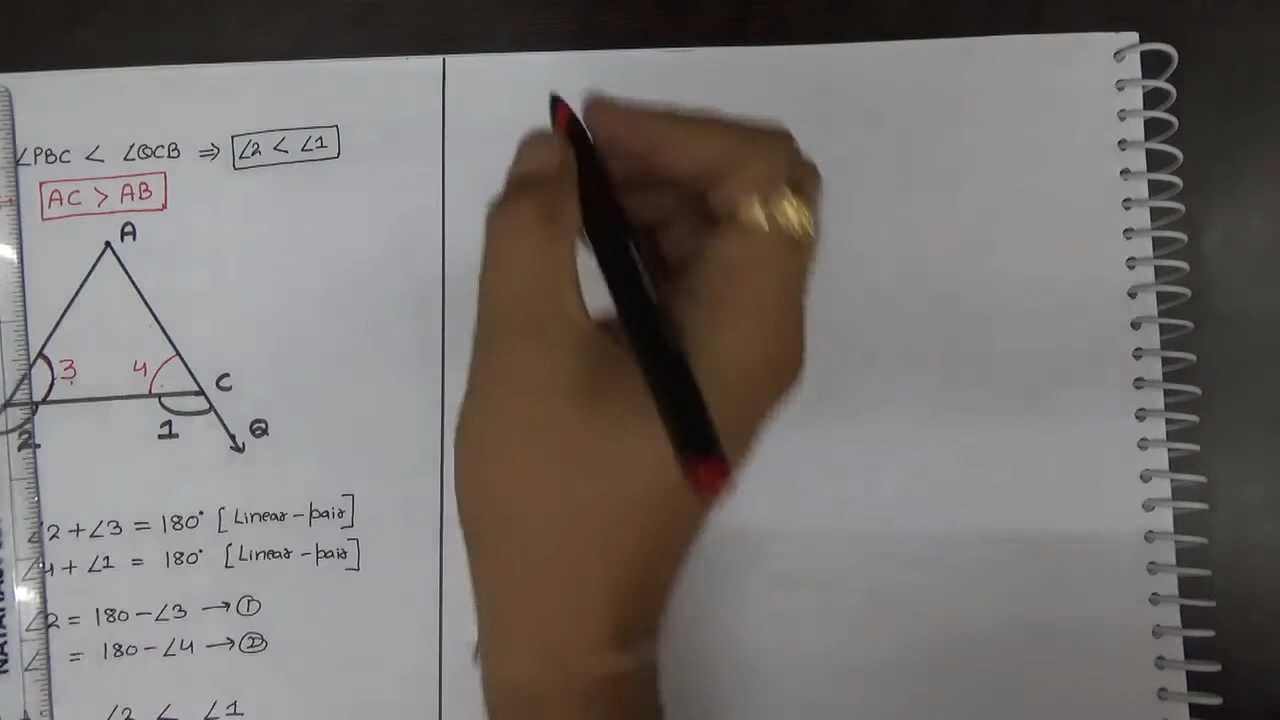 ∠PBC < ∠QCB ⇒ ∠2 < ∠1
AC > AB
A
3
4
C
2
1
Q
∠2 + ∠3 = 180° [Linear-pair]
∠4 + ∠1 = 180° [Linear-pair]
∠2 = 180 - ∠3 → ①
∠ = 180 - ∠4 → ②
∠2 < ∠1